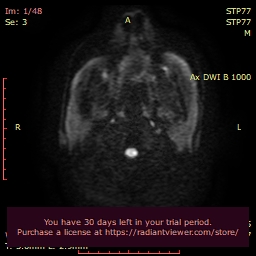 Im: 1/48
Se: 3
STP77
STP77
M
A
Ax DWI B 1000
R
L
You have 30 days left in your trial period.
Purchase a license at https://radiantviewer.com/store/